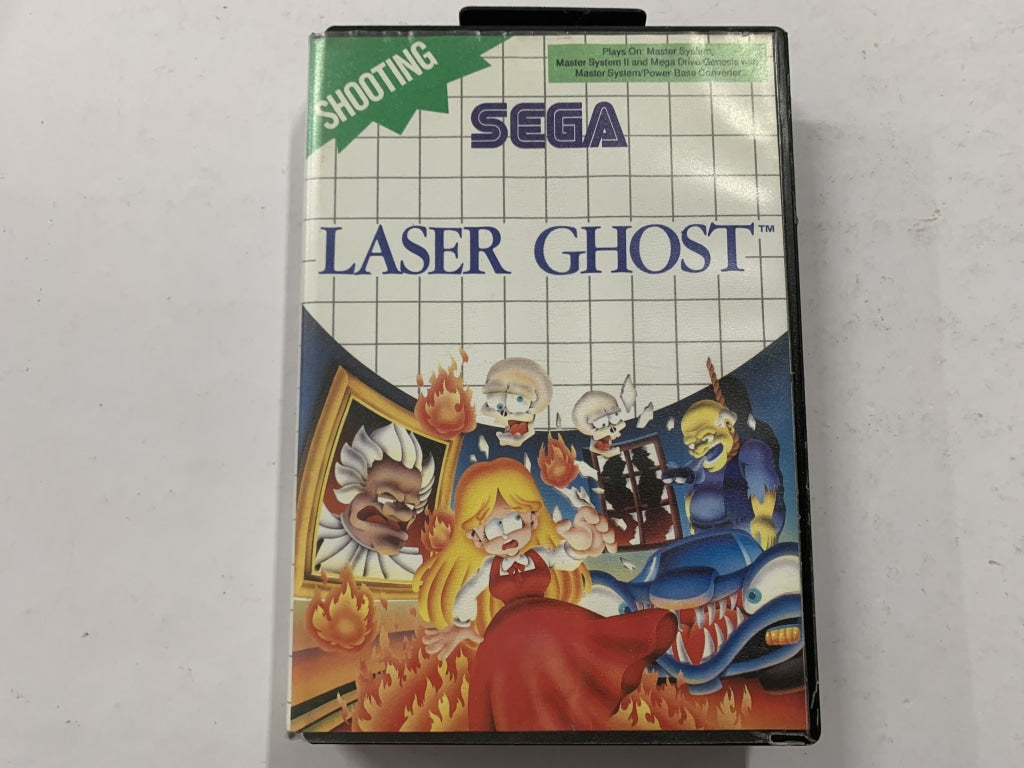 SHOOTING
Plays On: Master System,
Master System II and Mega Drive/Genesis with
Master System/Power Base Converter
SEGA
LASER GHOST™